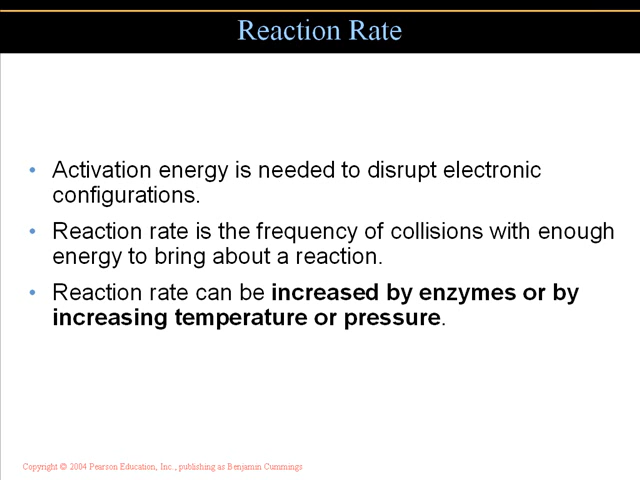 Reaction Rate
• Activation energy is needed to disrupt electronic
configurations.
• Reaction rate is the frequency of collisions with enough
energy to bring about a reaction.
• Reaction rate can be increased by enzymes or by
increasing temperature or pressure.
Copyright © 2004 Pearson Education, Inc., publishing as Benjamin Cummings